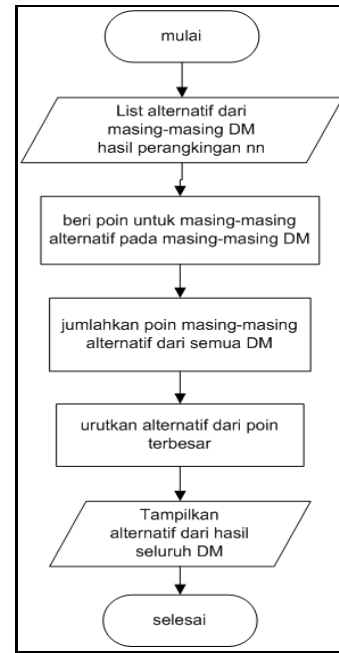 mulai
List alternatif dari
masing-masing DM
hasil perangkingan nn
beri poin untuk masing-masing
alternatif pada masing-masing DM
jumlahkan poin masing-masing
alternatif dari semua DM
urutkan alternatif dari poin
terbesar
Tampilkan
alternatif dari hasil
seluruh DM
selesai